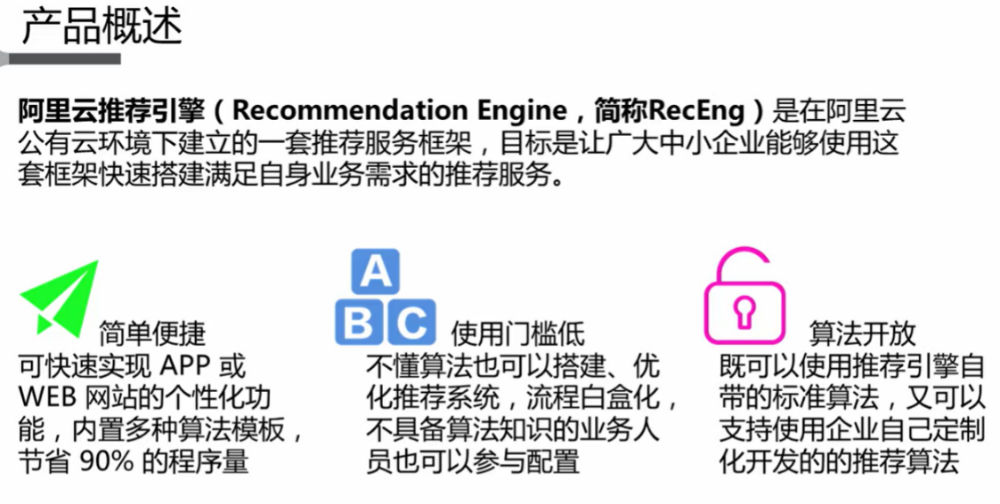 产品概述
阿里云推荐引擎（Recommendation Engine，简称RecEng）是在阿里云
公有云环境下建立的一套推荐服务框架，目标是让广大中小企业能够使用这
套框架快速搭建满足自身业务需求的推荐服务。
简单便捷
可快速实现 APP 或
WEB 网站的个性化功
能，内置多种算法模板，
节省 90% 的程序量
A
B C
使用门槛低
不懂算法也可以搭建、优
化推荐系统，流程白盒化，
不具备算法知识的业务人
员也可以参与配置
算法开放
既可以使用推荐引擎自
带的标准算法，又可以
支持使用企业自己定制
化开发的的推荐算法